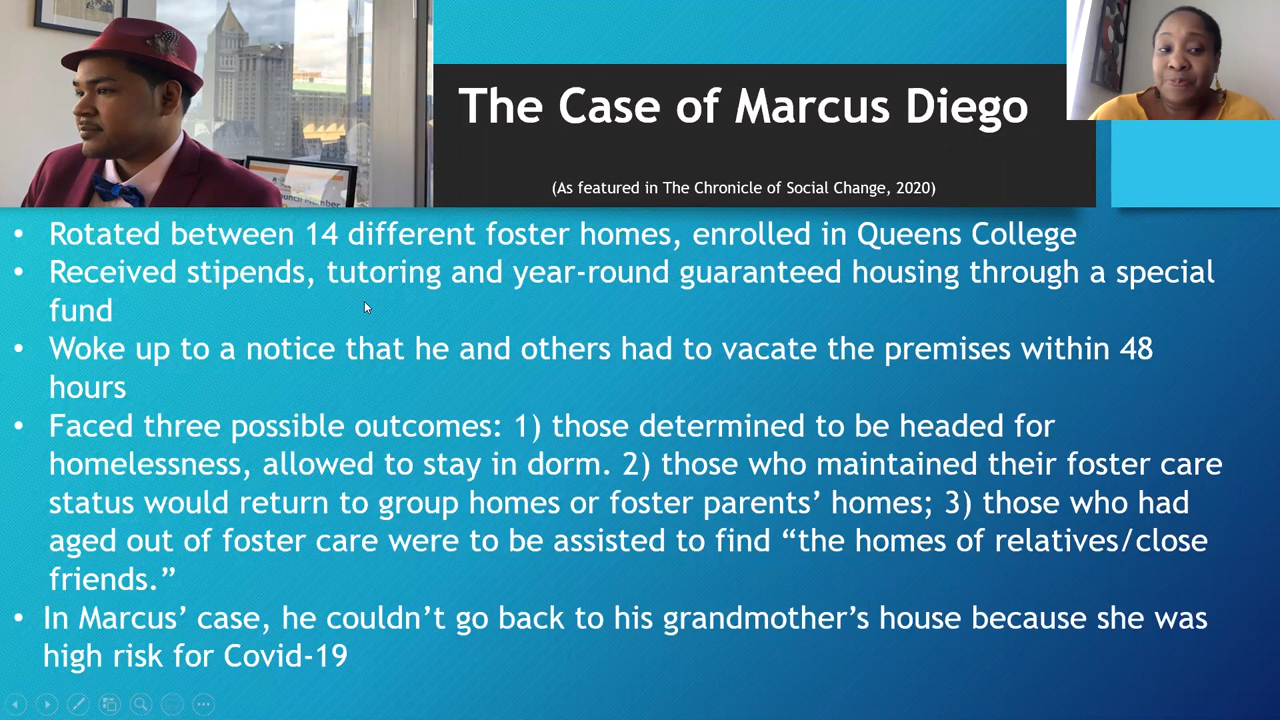 The Case of Marcus Diego
(As featured in The Chronicle of Social Change, 2020)
• Rotated between 14 different foster homes, enrolled in Queens College
• Received stipends, tutoring and year-round guaranteed housing through a special
fund
• Woke up to a notice that he and others had to vacate the premises within 48
hours
• Faced three possible outcomes: 1) those determined to be headed for
homelessness, allowed to stay in dorm. 2) those who maintained their foster care
status would return to group homes or foster parents’ homes; 3) those who had
aged out of foster care were to be assisted to find “the homes of relatives/close
friends.”
• In Marcus’ case, he couldn’t go back to his grandmother’s house because she was
high risk for Covid-19